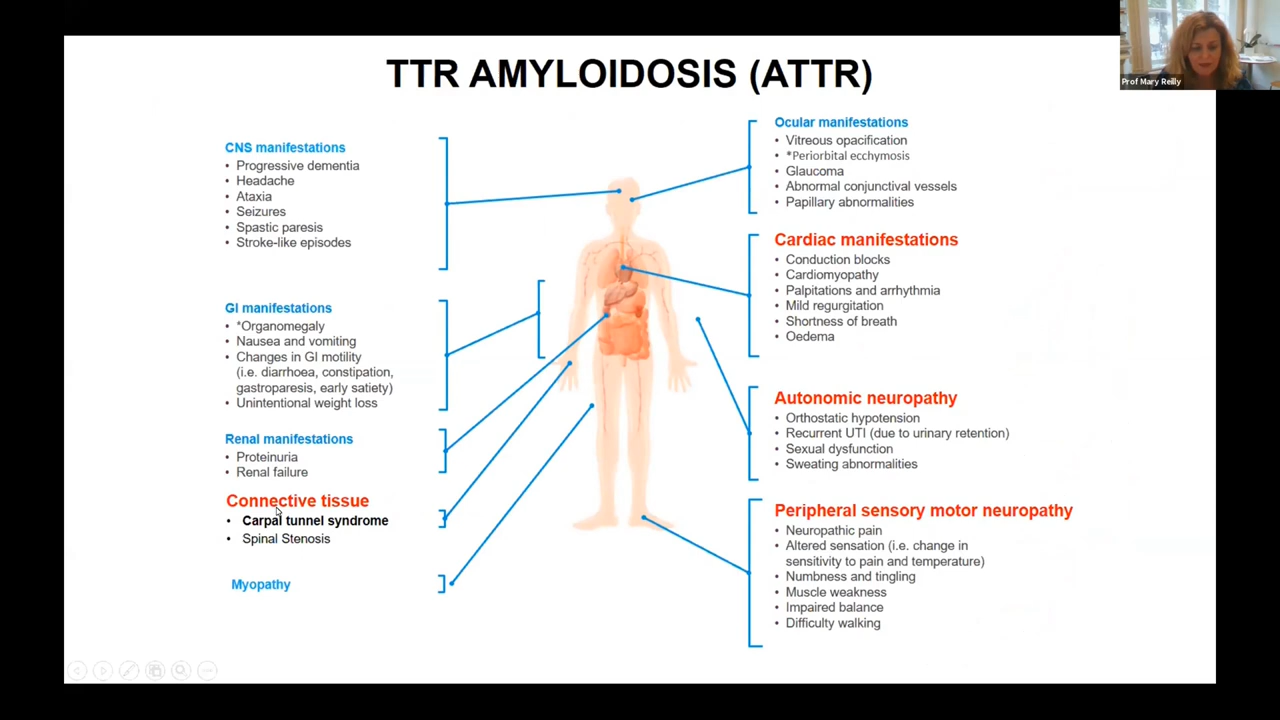 Prof Mary Reilly
TTR AMYLOIDOSIS (ATTR)
CNS manifestations
• Progressive dementia
• Headache
• Ataxia
• Seizures
• Spastic paresis
• Stroke-like episodes
GI manifestations
• *Organomegaly
• Nausea and vomiting
• Changes in GI motility
(i.e. diarrhoea, constipation,
gastroparesis, early satiety)
• Unintentional weight loss
Renal manifestations
• Proteinuria
• Renal failure
Connective tissue
• Carpal tunnel syndrome
• Spinal Stenosis
Myopathy
Ocular manifestations
• Vitreous opacification
• *Periorbital ecchymosis
• Glaucoma
• Abnormal conjunctival vessels
• Papillary abnormalities
Cardiac manifestations
• Conduction blocks
• Cardiomyopathy
• Palpitations and arrhythmia
• Mild regurgitation
• Shortness of breath
• Oedema
Autonomic neuropathy
• Orthostatic hypotension
• Recurrent UTI (due to urinary retention)
• Sexual dysfunction
• Sweating abnormalities
Peripheral sensory motor neuropathy
• Neuropathic pain
• Altered sensation (i.e. change in
sensitivity to pain and temperature)
• Numbness and tingling
• Muscle weakness
• Impaired balance
• Difficulty walking